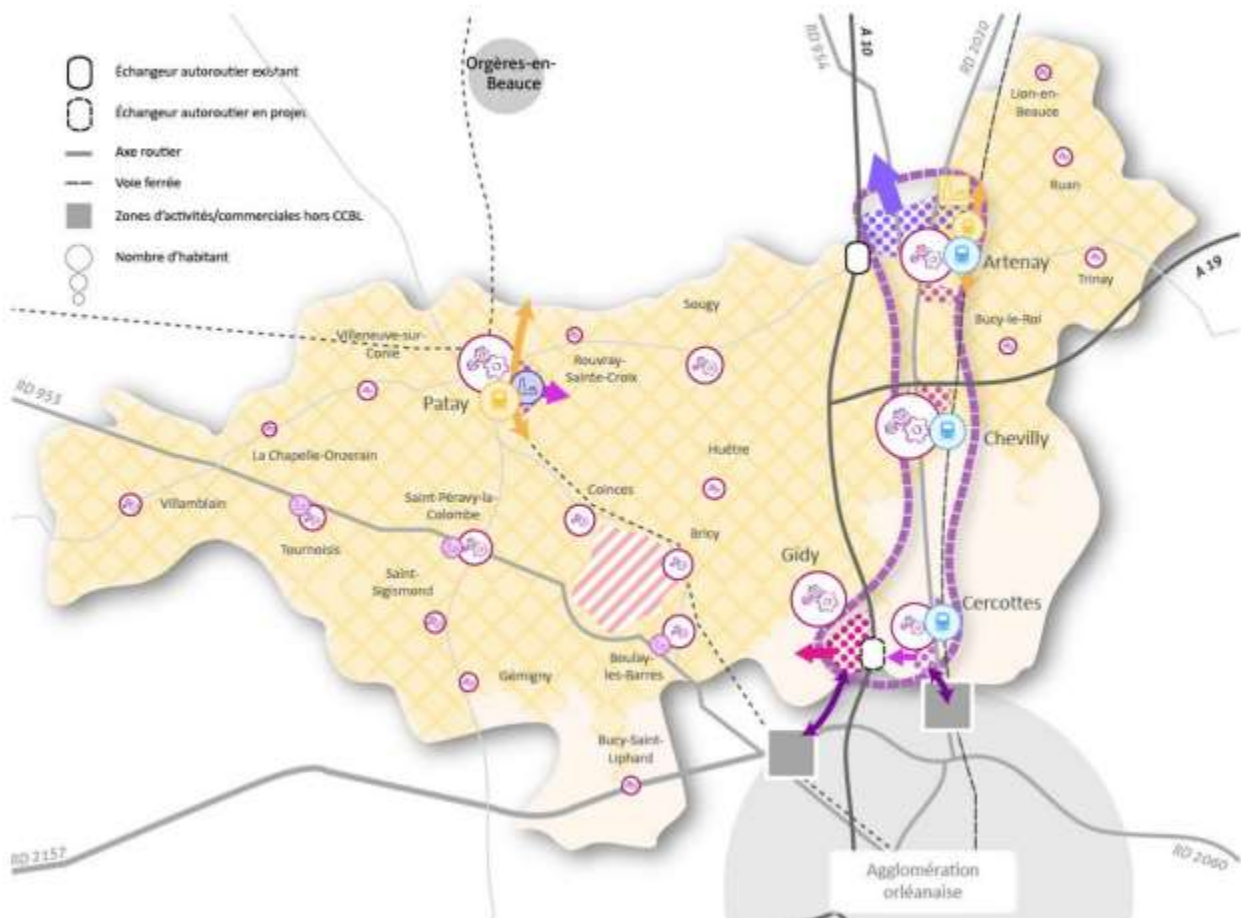 Échangeur autoroutier existant
Échangeur autoroutier en projet
Axe routier
Voie ferrée
Zones d'activités/commerciales hors CCBL
Nombre d'habitant
Orgères-en-
Beauce
RD 954
A 10
RD 2020
Lion-en-
Beauce
Ruan
Artenay
Trinay
A 19
Sougy
Bucy-le-Roi
Villeneuve-sur-
Conie
Rouvray-
Sainte-Croix
RD 953
Patay
Chevilly
La Chapelle-Onzerain
Huêtre
Villamblain
Saint-Péravy-la-
Colombe
Coinces
Bricy
Tournoisis
Gidy
Saint-
Sigismond
Cercottes
Boulay-
les-Barres
Gémigny
Bucy-Saint-
Liphard
RD 2157
RD 2060
Agglomération
orléanaise